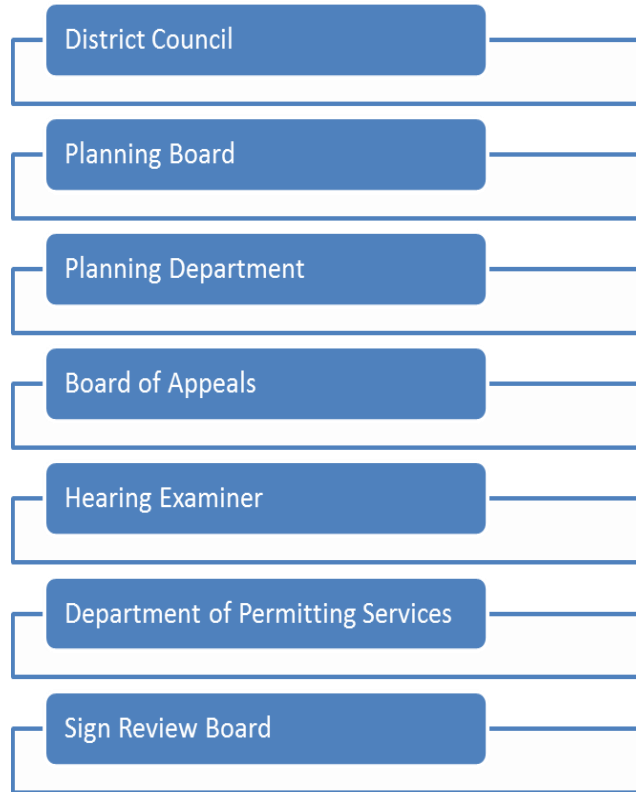 District Council
Planning Board
Planning Department
Board of Appeals
Hearing Examiner
Department of Permitting Services
Sign Review Board